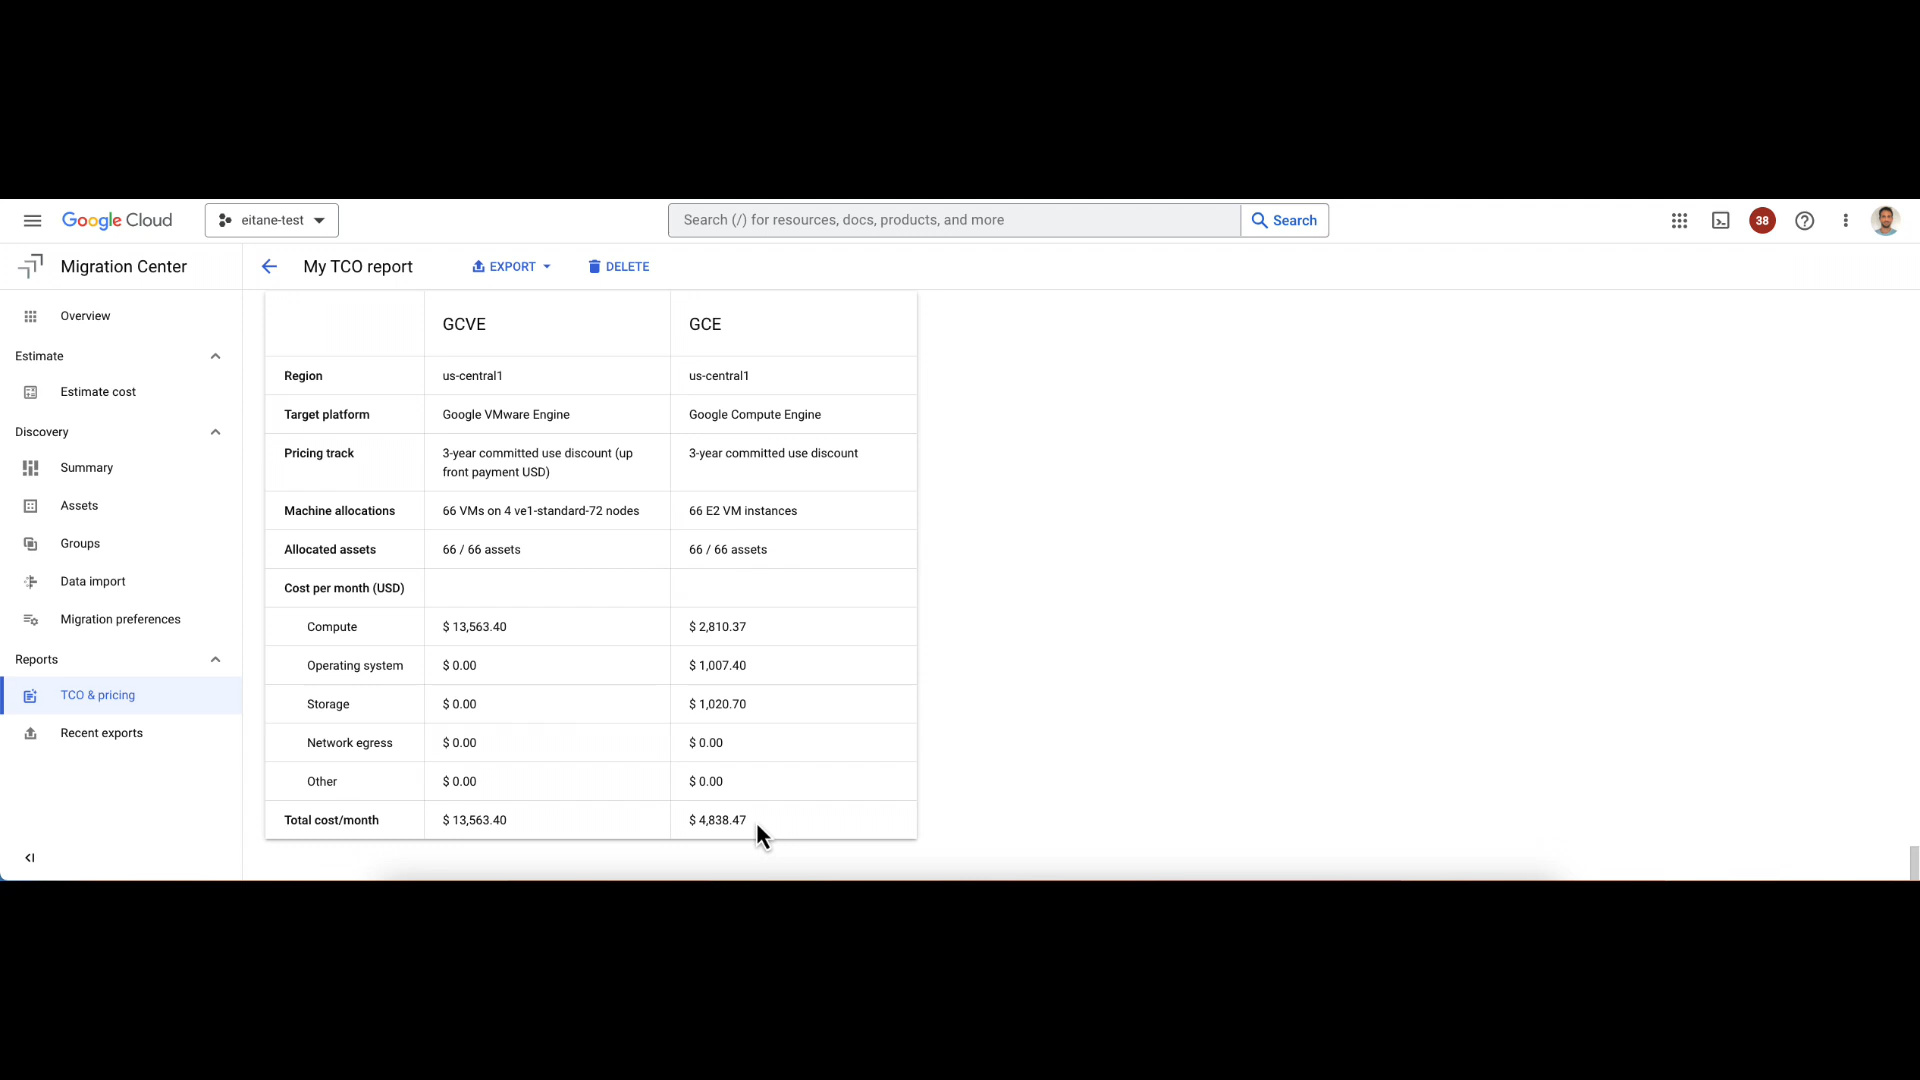 Google Cloud
eitane-test
Search (/) for resources, docs, products, and more
Search
38
Migration Center
My TCO report
EXPORT
DELETE
Overview
Estimate
Estimate cost
Discovery
Summary
Assets
Groups
Data import
Migration preferences
Reports
TCO & pricing
Recent exports
GCVE GCE
Region us-central1 us-central1
Target platform Google VMware Engine Google Compute Engine
Pricing track 3-year committed use discount (up 3-year committed use discount
front payment USD)
Machine allocations 66 VMs on 4 ve1-standard-72 nodes 66 E2 VM instances
Allocated assets 66 / 66 assets 66 / 66 assets
Cost per month (USD)
Compute $ 13,563.40 $ 2,810.37
Operating system $ 0.00 $ 1,007.40
Storage $ 0.00 $ 1,020.70
Network egress $ 0.00 $ 0.00
Other $ 0.00 $ 0.00
Total cost/month $ 13,563.40 $ 4,838.47